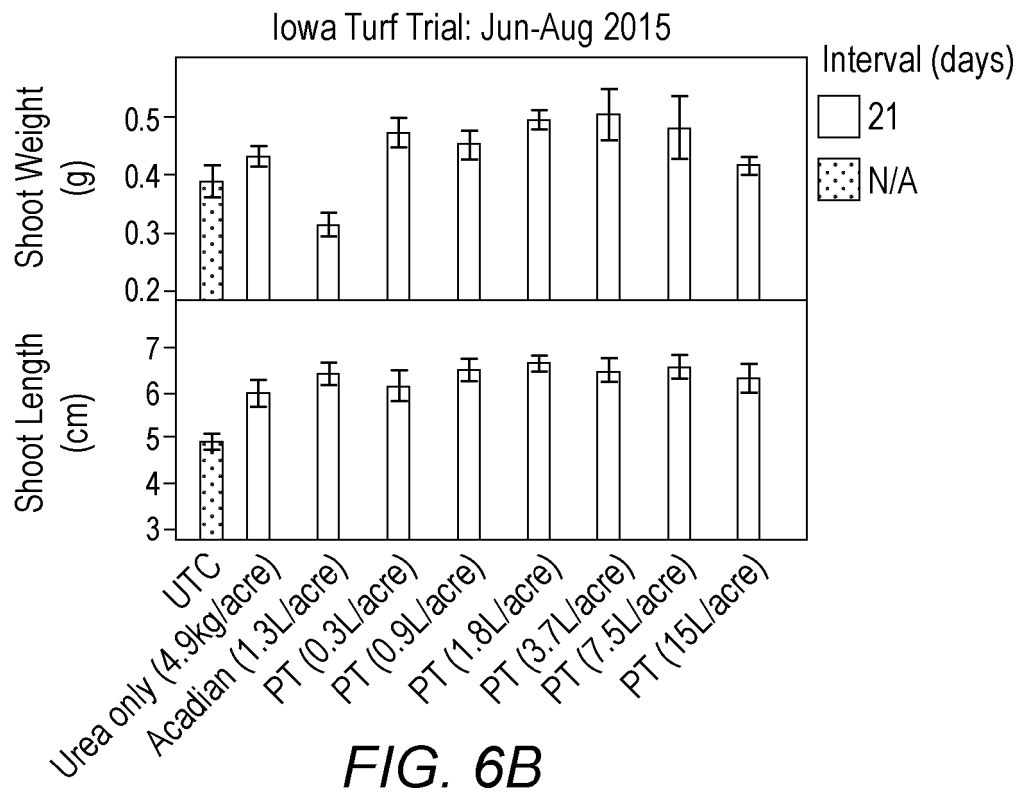 Iowa Turf Trial: Jun-Aug 2015
Interval (days)
21
N/A
Shoot Weight
(g)
0.5
0.4
0.3
0.2
Shoot Length
(cm)
7
6
5
4
3
UTC
Urea only (4.9kg/acre)
Acadian (1.3L/acre)
PT (0.3L/acre)
PT (0.9L/acre)
PT (1.8L/acre)
PT (3.7L/acre)
PT (7.5L/acre)
PT (15L/acre)
FIG. 6B